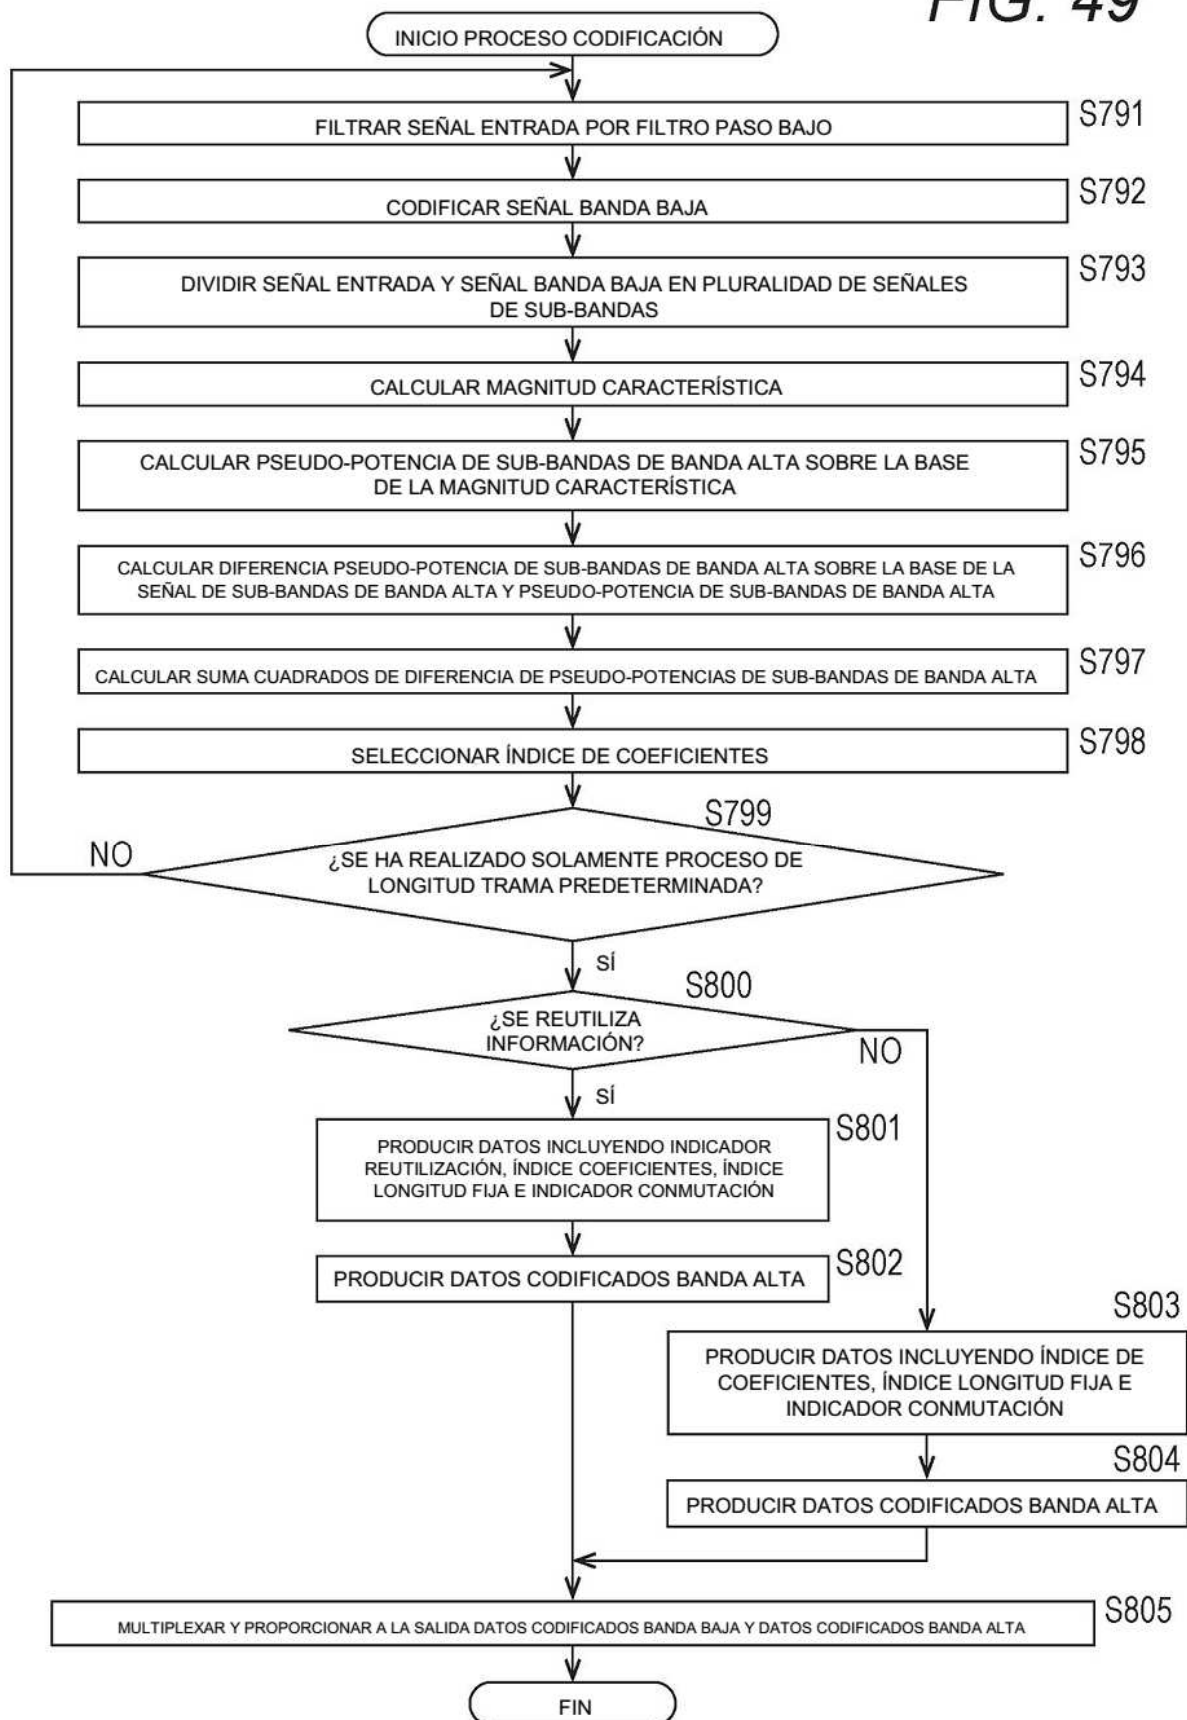 FIG. 49
INICIO PROCESO CODIFICACIÓN
FILTRAR SEÑAL ENTRADA POR FILTRO PASO BAJO
S791
CODIFICAR SEÑAL BANDA BAJA
S792
DIVIDIR SEÑAL ENTRADA Y SEÑAL BANDA BAJA EN PLURALIDAD DE SEÑALES
DE SUB-BANDAS
S793
CALCULAR MAGNITUD CARACTERÍSTICA
S794
CALCULAR PSEUDO-POTENCIA DE SUB-BANDAS DE BANDA ALTA SOBRE LA BASE
DE LA MAGNITUD CARACTERÍSTICA
S795
CALCULAR DIFERENCIA PSEUDO-POTENCIA DE SUB-BANDAS DE BANDA ALTA SOBRE LA BASE DE LA
SEÑAL DE SUB-BANDAS DE BANDA ALTA Y PSEUDO-POTENCIA DE SUB-BANDAS DE BANDA ALTA
S796
CALCULAR SUMA CUADRADOS DE DIFERENCIA DE PSEUDO-POTENCIAS DE SUB-BANDAS DE BANDA ALTA
S797
SELECCIONAR ÍNDICE DE COEFICIENTES
S798
S799
NO
¿SE HA REALIZADO SOLAMENTE PROCESO DE
LONGITUD TRAMA PREDETERMINADA?
SÍ
S800
¿SE REUTILIZA
INFORMACIÓN?
NO
SÍ
S801
PRODUCIR DATOS INCLUYENDO INDICADOR
REUTILIZACIÓN, ÍNDICE COEFICIENTES, ÍNDICE
LONGITUD FIJA E INDICADOR CONMUTACIÓN
PRODUCIR DATOS CODIFICADOS BANDA ALTA
S802
S803
PRODUCIR DATOS INCLUYENDO ÍNDICE DE
COEFICIENTES, ÍNDICE LONGITUD FIJA E
INDICADOR CONMUTACIÓN
S804
PRODUCIR DATOS CODIFICADOS BANDA ALTA
MULTIPLEXAR Y PROPORCIONAR A LA SALIDA DATOS CODIFICADOS BANDA BAJA Y DATOS CODIFICADOS BANDA ALTA
S805
FIN